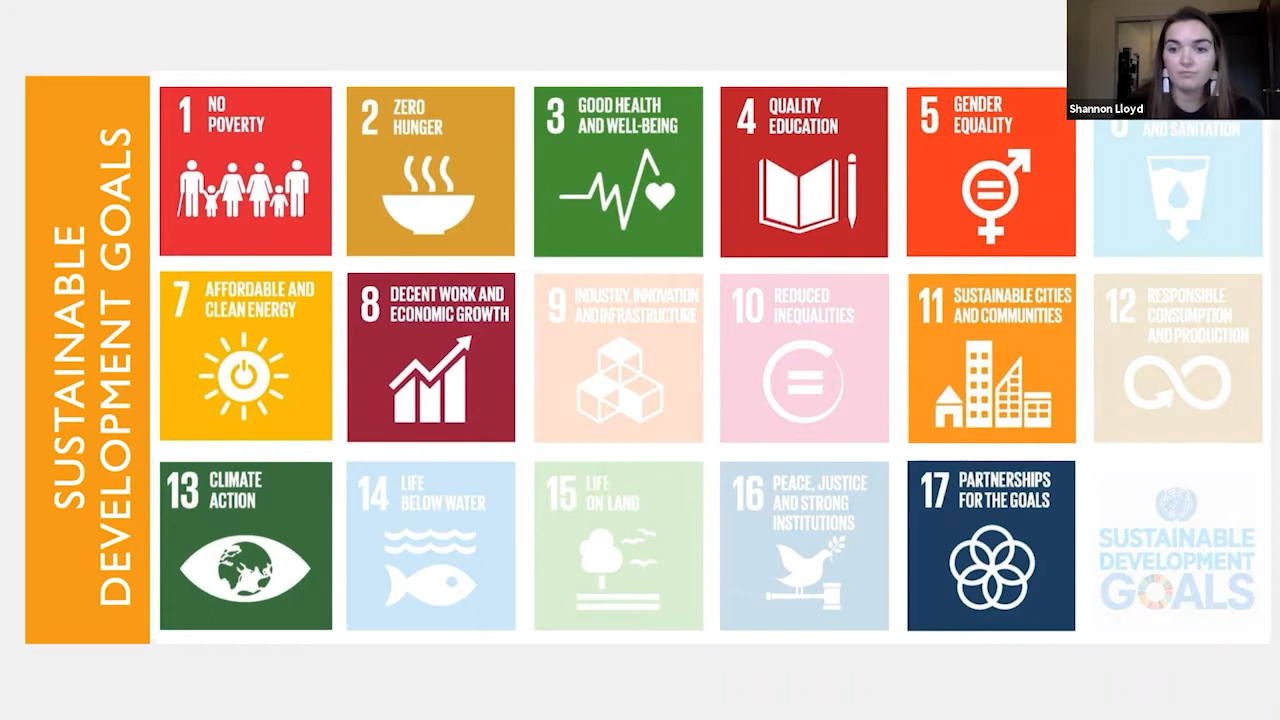 SUSTAINABLE
DEVELOPMENT GOALS
1 NO
POVERTY
2 ZERO
HUNGER
3 GOOD HEALTH
AND WELL-BEING
4 QUALITY
EDUCATION
5 GENDER
EQUALITY
Shannon Lloyd
AND SANITATION
7 AFFORDABLE AND
CLEAN ENERGY
8 DECENT WORK AND
ECONOMIC GROWTH
9 INDUSTRY, INNOVATION
AND INFRASTRUCTURE
10 REDUCED
INEQUALITIES
11 SUSTAINABLE CITIES
AND COMMUNITIES
12 RESPONSIBLE
CONSUMPTION
AND PRODUCTION
13 CLIMATE
ACTION
14 LIFE
BELOW WATER
15 LIFE
ON LAND
16 PEACE, JUSTICE
AND STRONG
INSTITUTIONS
17 PARTNERSHIPS
FOR THE GOALS
SUSTAINABLE
DEVELOPMENT
GOALS